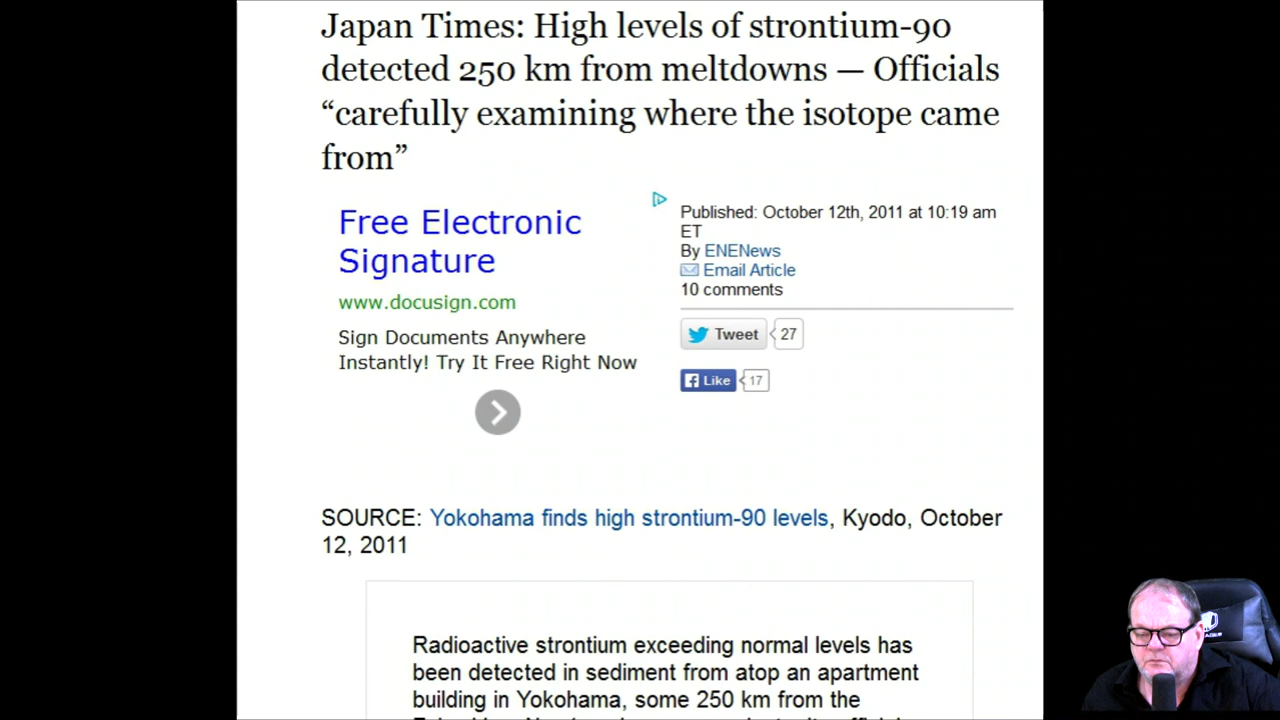 Japan Times: High levels of strontium-90
detected 250 km from meltdowns — Officials
“carefully examining where the isotope came
from”
Free Electronic
Signature
www.docusign.com
Sign Documents Anywhere
Instantly! Try It Free Right Now
Published: October 12th, 2011 at 10:19 am
ET
By ENENews
Email Article
10 comments
Tweet 27
Like 17
SOURCE: Yokohama finds high strontium-90 levels, Kyodo, October
12, 2011
Radioactive strontium exceeding normal levels has
been detected in sediment from atop an apartment
building in Yokohama, some 250 km from the